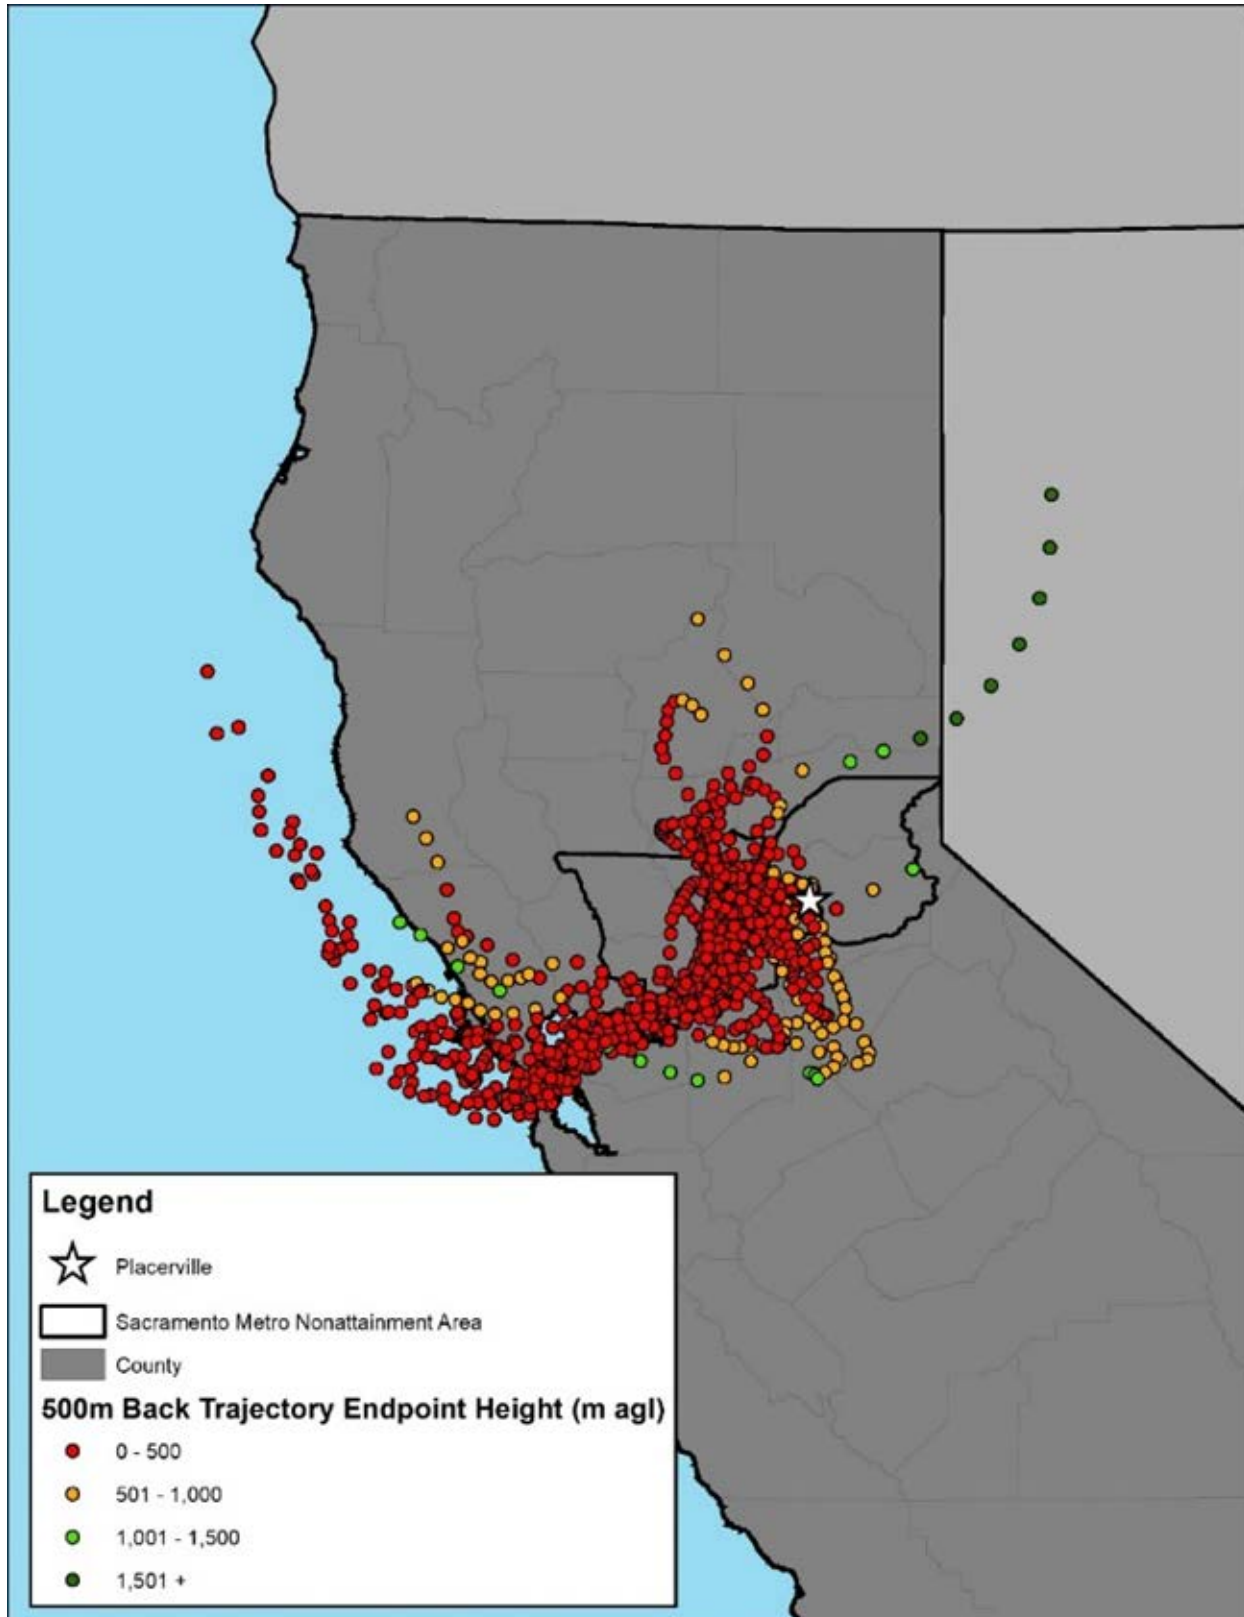 Legend
Placerville
Sacramento Metro Nonattainment Area
County
500m Back Trajectory Endpoint Height (m agl)
0 - 500
501 - 1,000
1,001 - 1,500
1,501 +